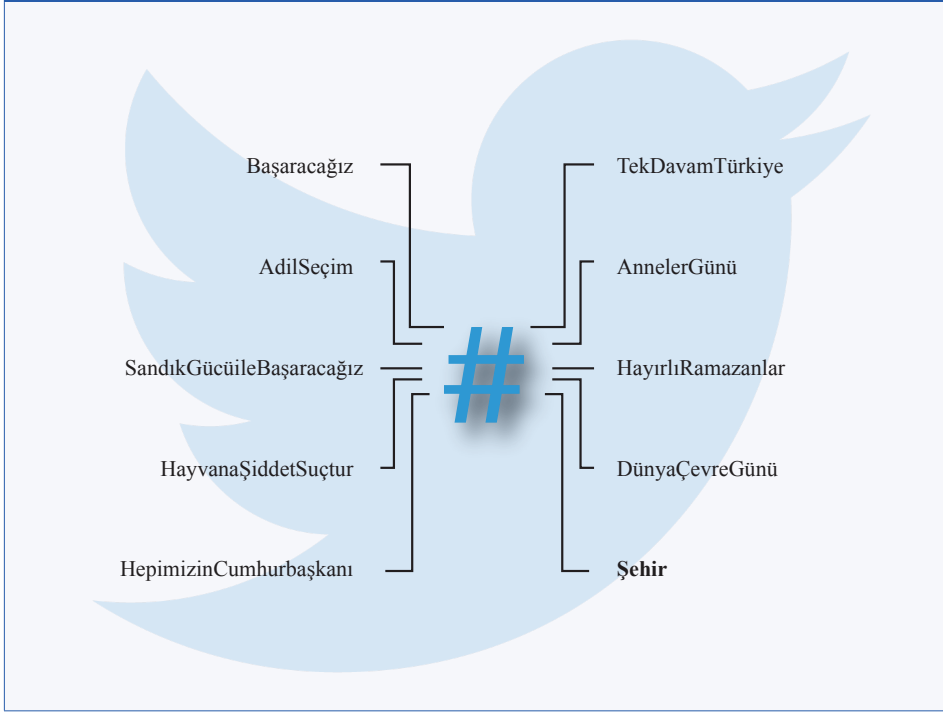 Başaracağız
TekDavamTürkiye
AdilSeçim
AnnelerGünü
SandıkGücüileBaşaracağız
#
HayırlıRamazanlar
HayvanaŞiddetSuçtur
DünyaÇevreGünü
HepimizinCumhurbaşkanı
Şehir